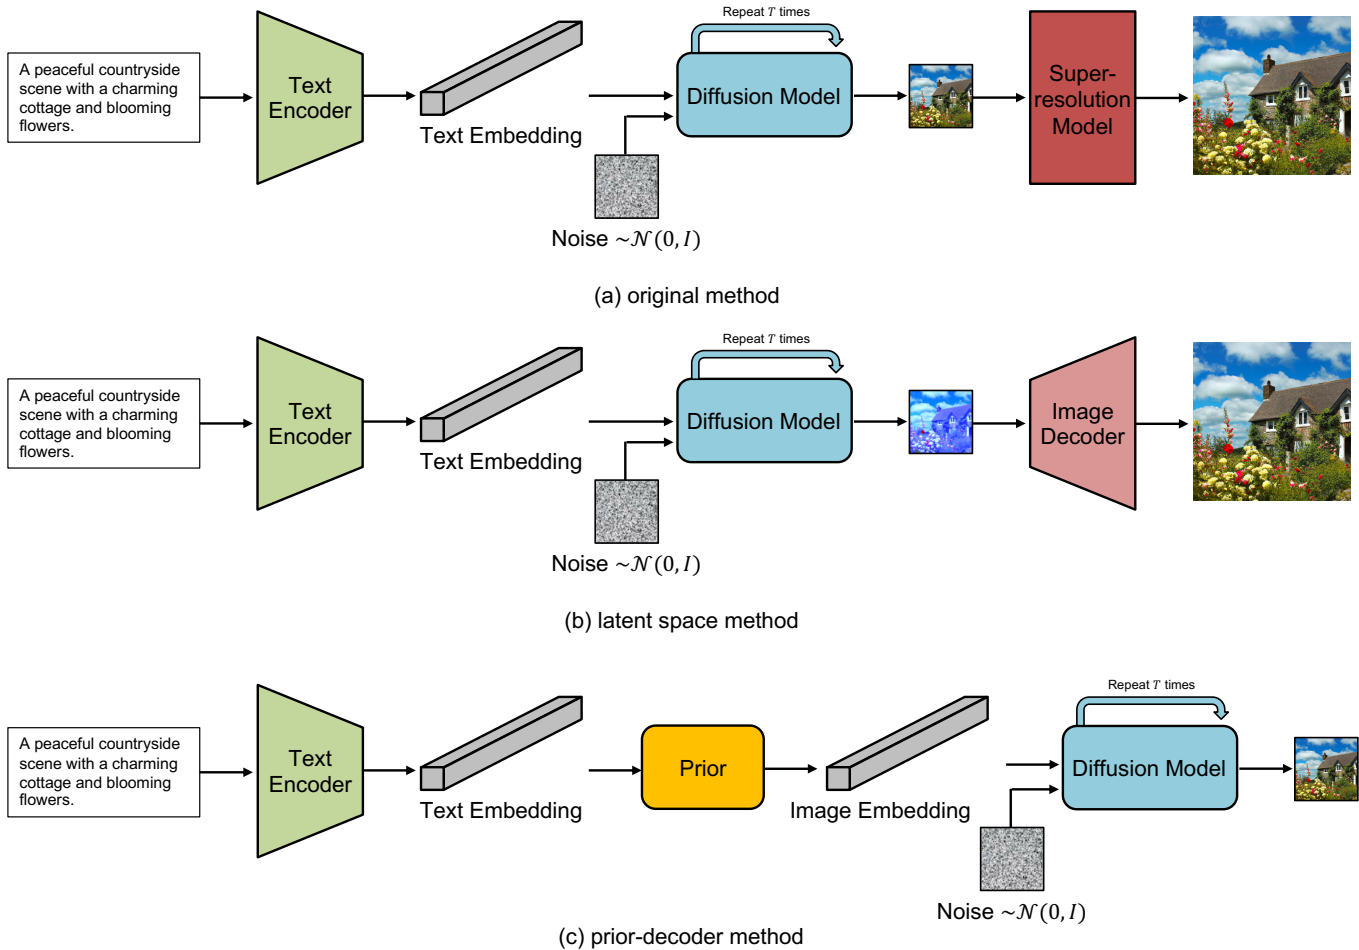 Repeat T times
A peaceful countryside
scene with a charming
cottage and blooming
flowers.
Text
Encoder
Text Embedding
Diffusion Model
Super-
resolution
Model
Noise ~𝒩(0, I)
(a) original method
Repeat T times
A peaceful countryside
scene with a charming
cottage and blooming
flowers.
Text
Encoder
Text Embedding
Diffusion Model
Image
Decoder
Noise ~𝒩(0, I)
(b) latent space method
Repeat T times
A peaceful countryside
scene with a charming
cottage and blooming
flowers.
Text
Encoder
Text Embedding
Prior
Image Embedding
Diffusion Model
Noise ~𝒩(0, I)
(c) prior-decoder method